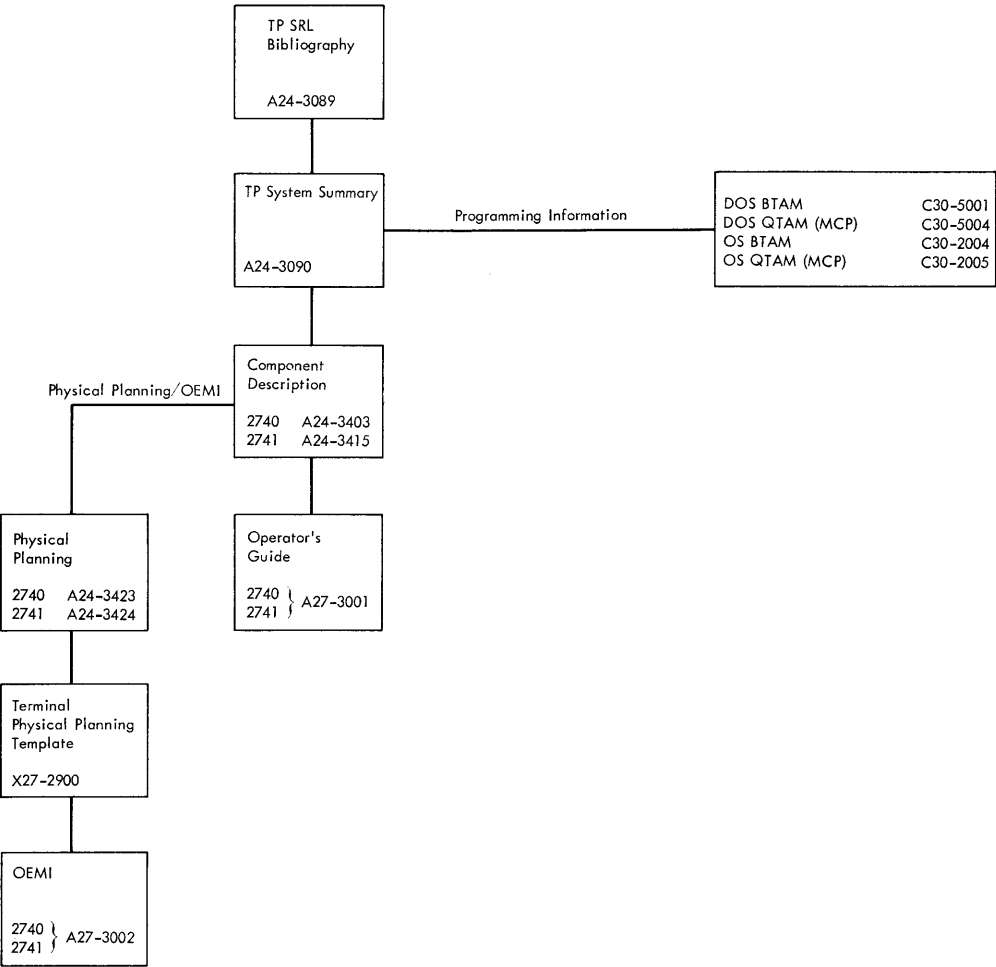 TP SRL
Bibliography
A24-3089
TP System Summary
A24-3090
Programming Information
DOS BTAM C30-5001
DOS QTAM (MCP) C30-5004
OS BTAM C30-2004
OS QTAM (MCP) C30-2005
Component
Description
2740 A24-3403
2741 A24-3415
Physical Planning/OEMI
Physical
Planning
2740 A24-3423
2741 A24-3424
Operator's
Guide
2740
2741 } A27-3001
Terminal
Physical Planning
Template
X27-2900
OEMI
2740
2741 } A27-3002